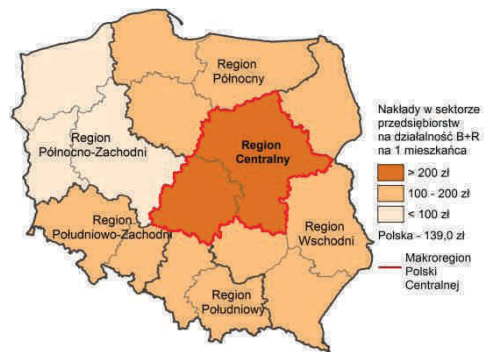 Region
Północny
Region
Północno-Zachodni
Region
Centralny
Region
Południowo-Zachodni
Region
Wschodni
Region
Południowy
Nakłady w sektorze
przedsiębiorstw
na działalność B+R
na 1 mieszkańca
> 200 zł
100 - 200 zł
< 100 zł
Polska - 139,0 zł
Makroregion
Polski
Centralnej